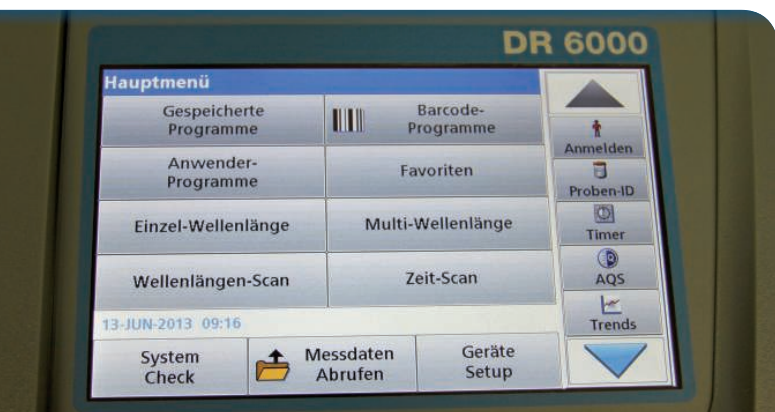 DR 6000
Hauptmenü
Gespeicherte
Programme
Barcode-
Programme
Anwender-
Programme
Favoriten
Einzel-Wellenlänge
Multi-Wellenlänge
Wellenlängen-Scan
Zeit-Scan
13-JUN-2013 09:16
System
Check
Messdaten
Abrufen
Geräte
Setup
Anmelden
Proben-ID
Timer
AQS
Trends